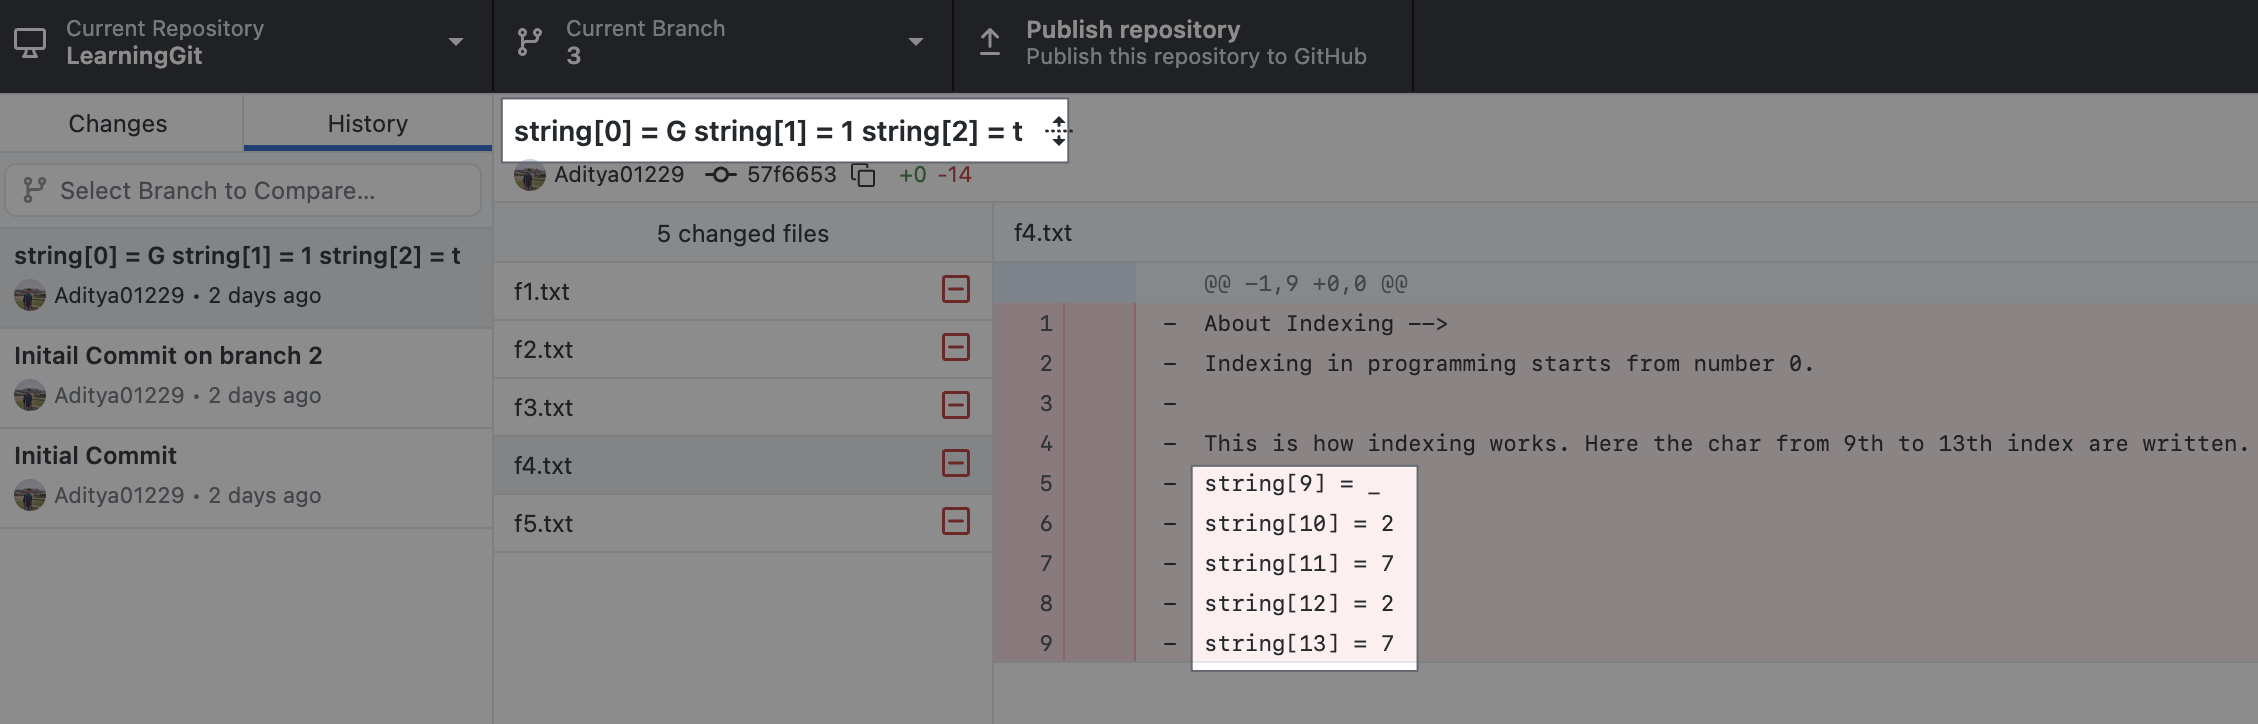 Current Repository
LearningGit
Current Branch
3
Publish repository
Publish this repository to GitHub
Changes
History
Select Branch to Compare...
string[0] = G string[1] = 1 string[2] = t
Aditya01229 • 2 days ago
Initail Commit on branch 2
Aditya01229 • 2 days ago
Initial Commit
Aditya01229 • 2 days ago
string[0] = G string[1] = 1 string[2] = t
Aditya01229 57f6653 +0 -14
5 changed files
f1.txt
f2.txt
f3.txt
f4.txt
f5.txt
f4.txt
@@ -1,9 +0,0 @@
1 - About Indexing -->
2 - Indexing in programming starts from number 0.
3 -
4 - This is how indexing works. Here the char from 9th to 13th index are written.
5 - string[9] = _
6 - string[10] = 2
7 - string[11] = 7
8 - string[12] = 2
9 - string[13] = 7